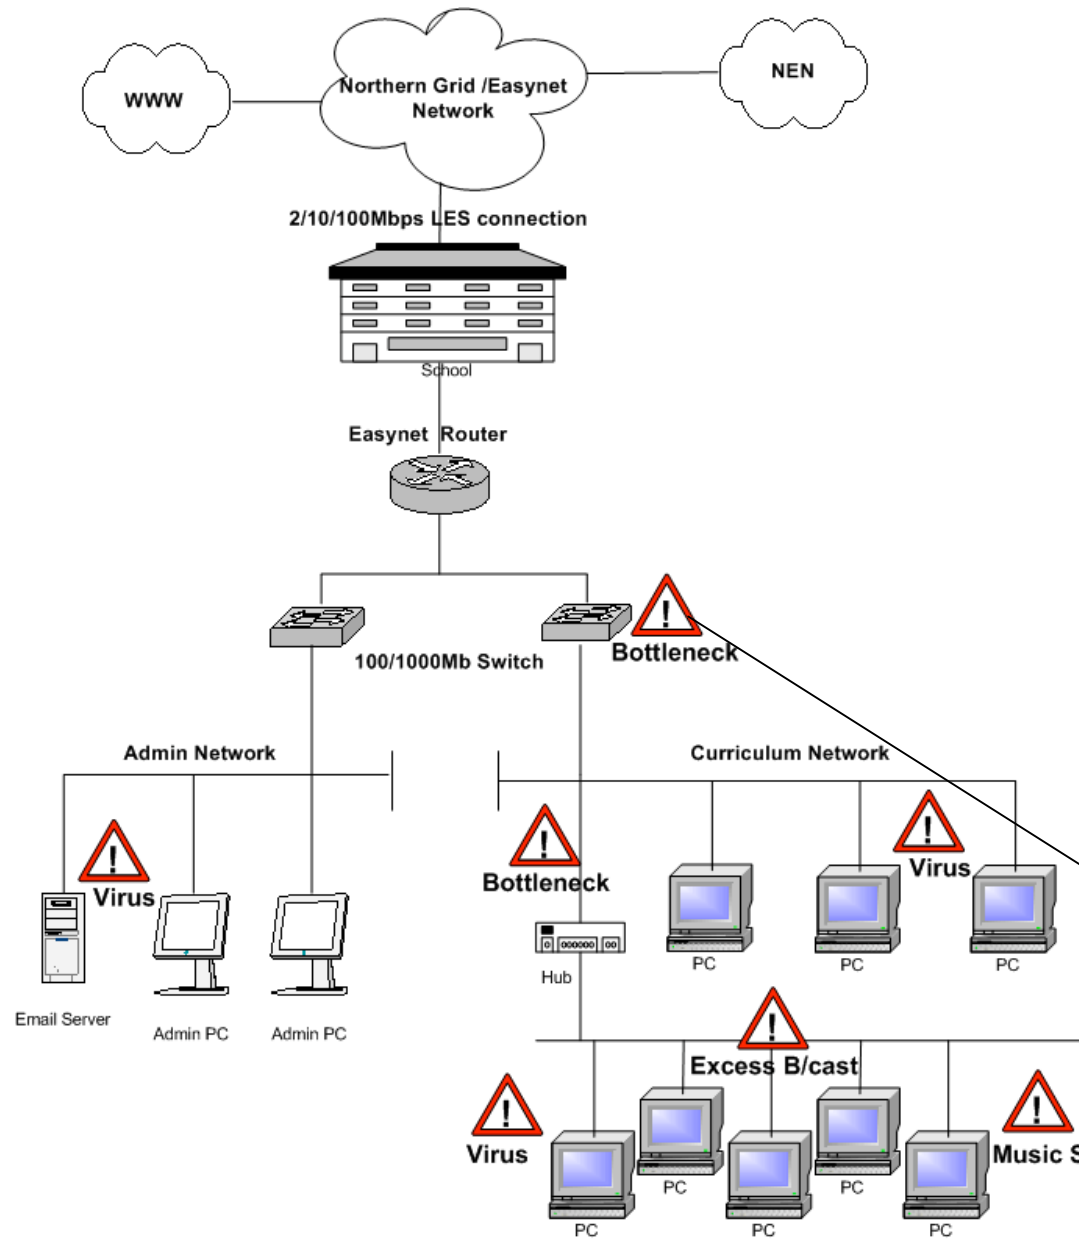 WWW
Northern Grid /Easynet
Network
NEN
2/10/100Mbps LES connection
School
Easynet Router
100/1000Mb Switch
Bottleneck
Admin Network
Curriculum Network
Virus
Bottleneck
Virus
Email Server
Admin PC
Admin PC
Hub
PC
PC
PC
Excess B/cast
Virus
Music S
PC
PC
PC
PC
PC